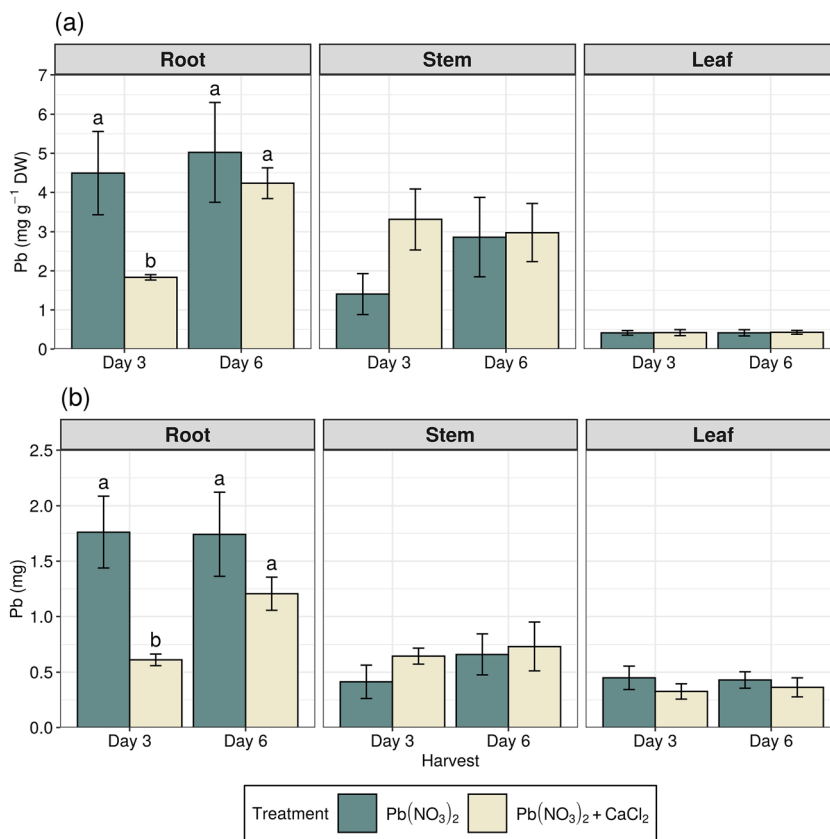 (a)
Root Stem Leaf
Pb (mg g⁻¹ DW)
7
6
5
4
3
2
1
0
a
b
a
a
Day 3 Day 6 Day 3 Day 6 Day 3 Day 6
(b)
Root Stem Leaf
Pb (mg)
2.5
2.0
1.5
1.0
0.5
0.0
a
b
a
a
Day 3 Day 6 Day 3 Day 6 Day 3 Day 6
Harvest
Treatment Pb(NO₃)₂ Pb(NO₃)₂ + CaCl₂